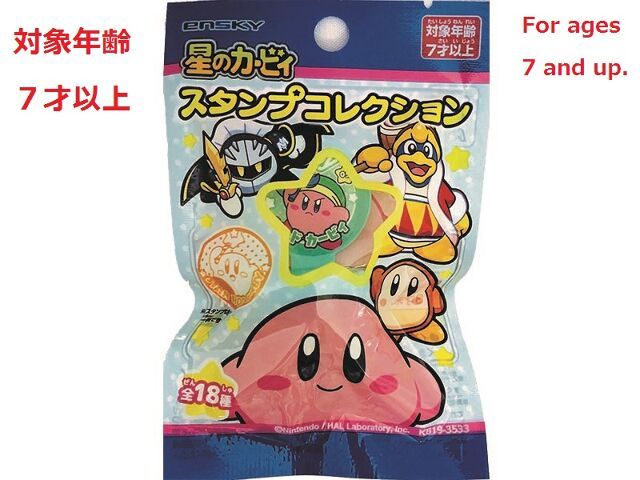 対象年齢
7才以上
For ages
7 and up.
ensky
たいしょうねんれい
対象年齢
さいいじょう
7才以上
星のカービィ
スタンプコレクション
ド・カービィ
ぜん しゅ
全18種
©Nintendo / HAL Laboratory, Inc. KB19-3533